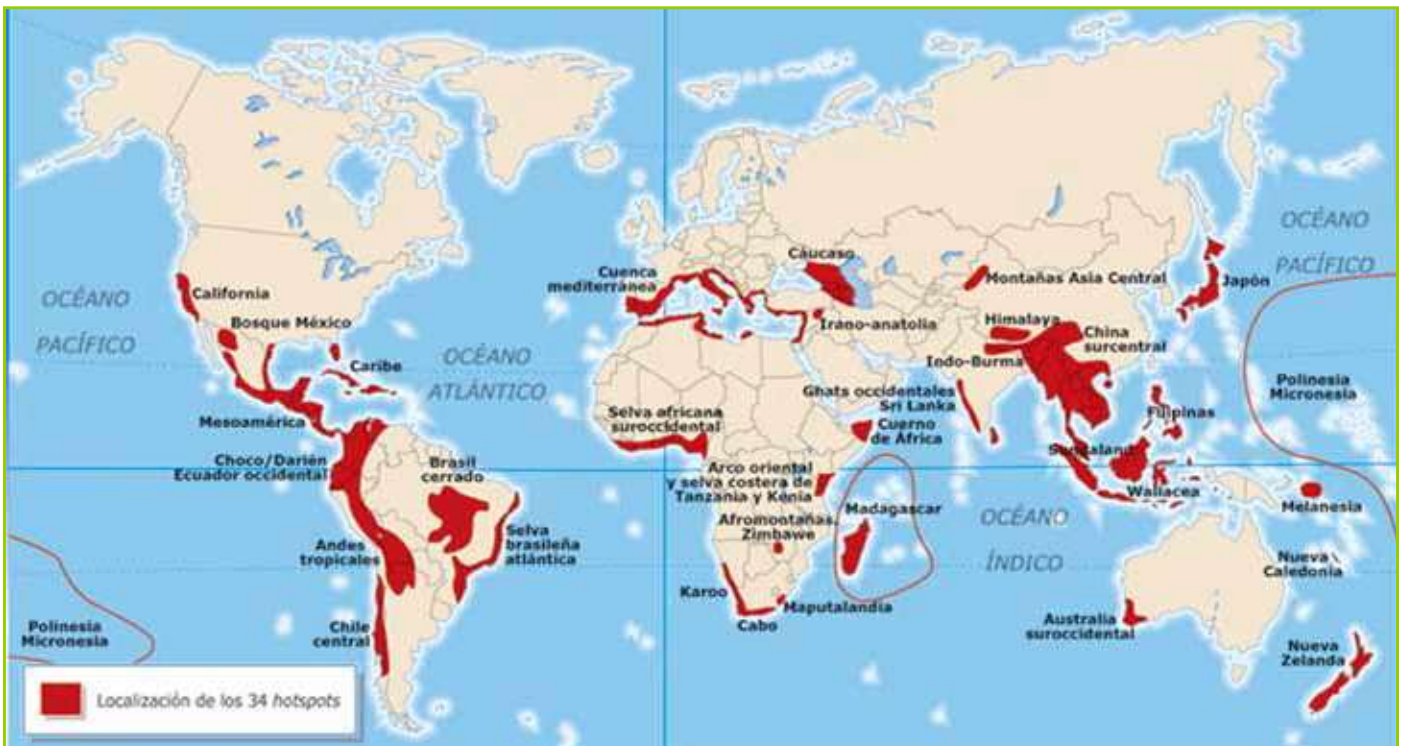 OCÉANO
PACÍFICO
California
Bosque México
Caribe
OCÉANO
ATLÁNTICO
Mesoamérica
Choco/Darién
Ecuador occidental
Brasil
cerrado
Andes
tropicales
Selva
brasileña
atlántica
Chile
central
Polinesia
Micronesia
Localización de los 34 hotspots
Cuenca
mediterránea
Cáucaso
Irano-anatolia
Montañas Asia Central
Himalaya
China
surcentral
Indo-Burma
Japón
OCÉANO
PACÍFICO
Ghats occidentales
Sri Lanka
Selva africana
suroccidental
Cuerno
de África
Arco oriental
y selva costera de
Tanzania y Kenia
Afromontañas
Zimbawe
Madagascar
Karoo
Cabo
Maputalandia
OCÉANO
ÍNDICO
Filipinas
Sundaland
Wallacea
Polinesia
Micronesia
Melanesia
Nueva
Caledonia
Australia
suroccidental
Nueva
Zelanda